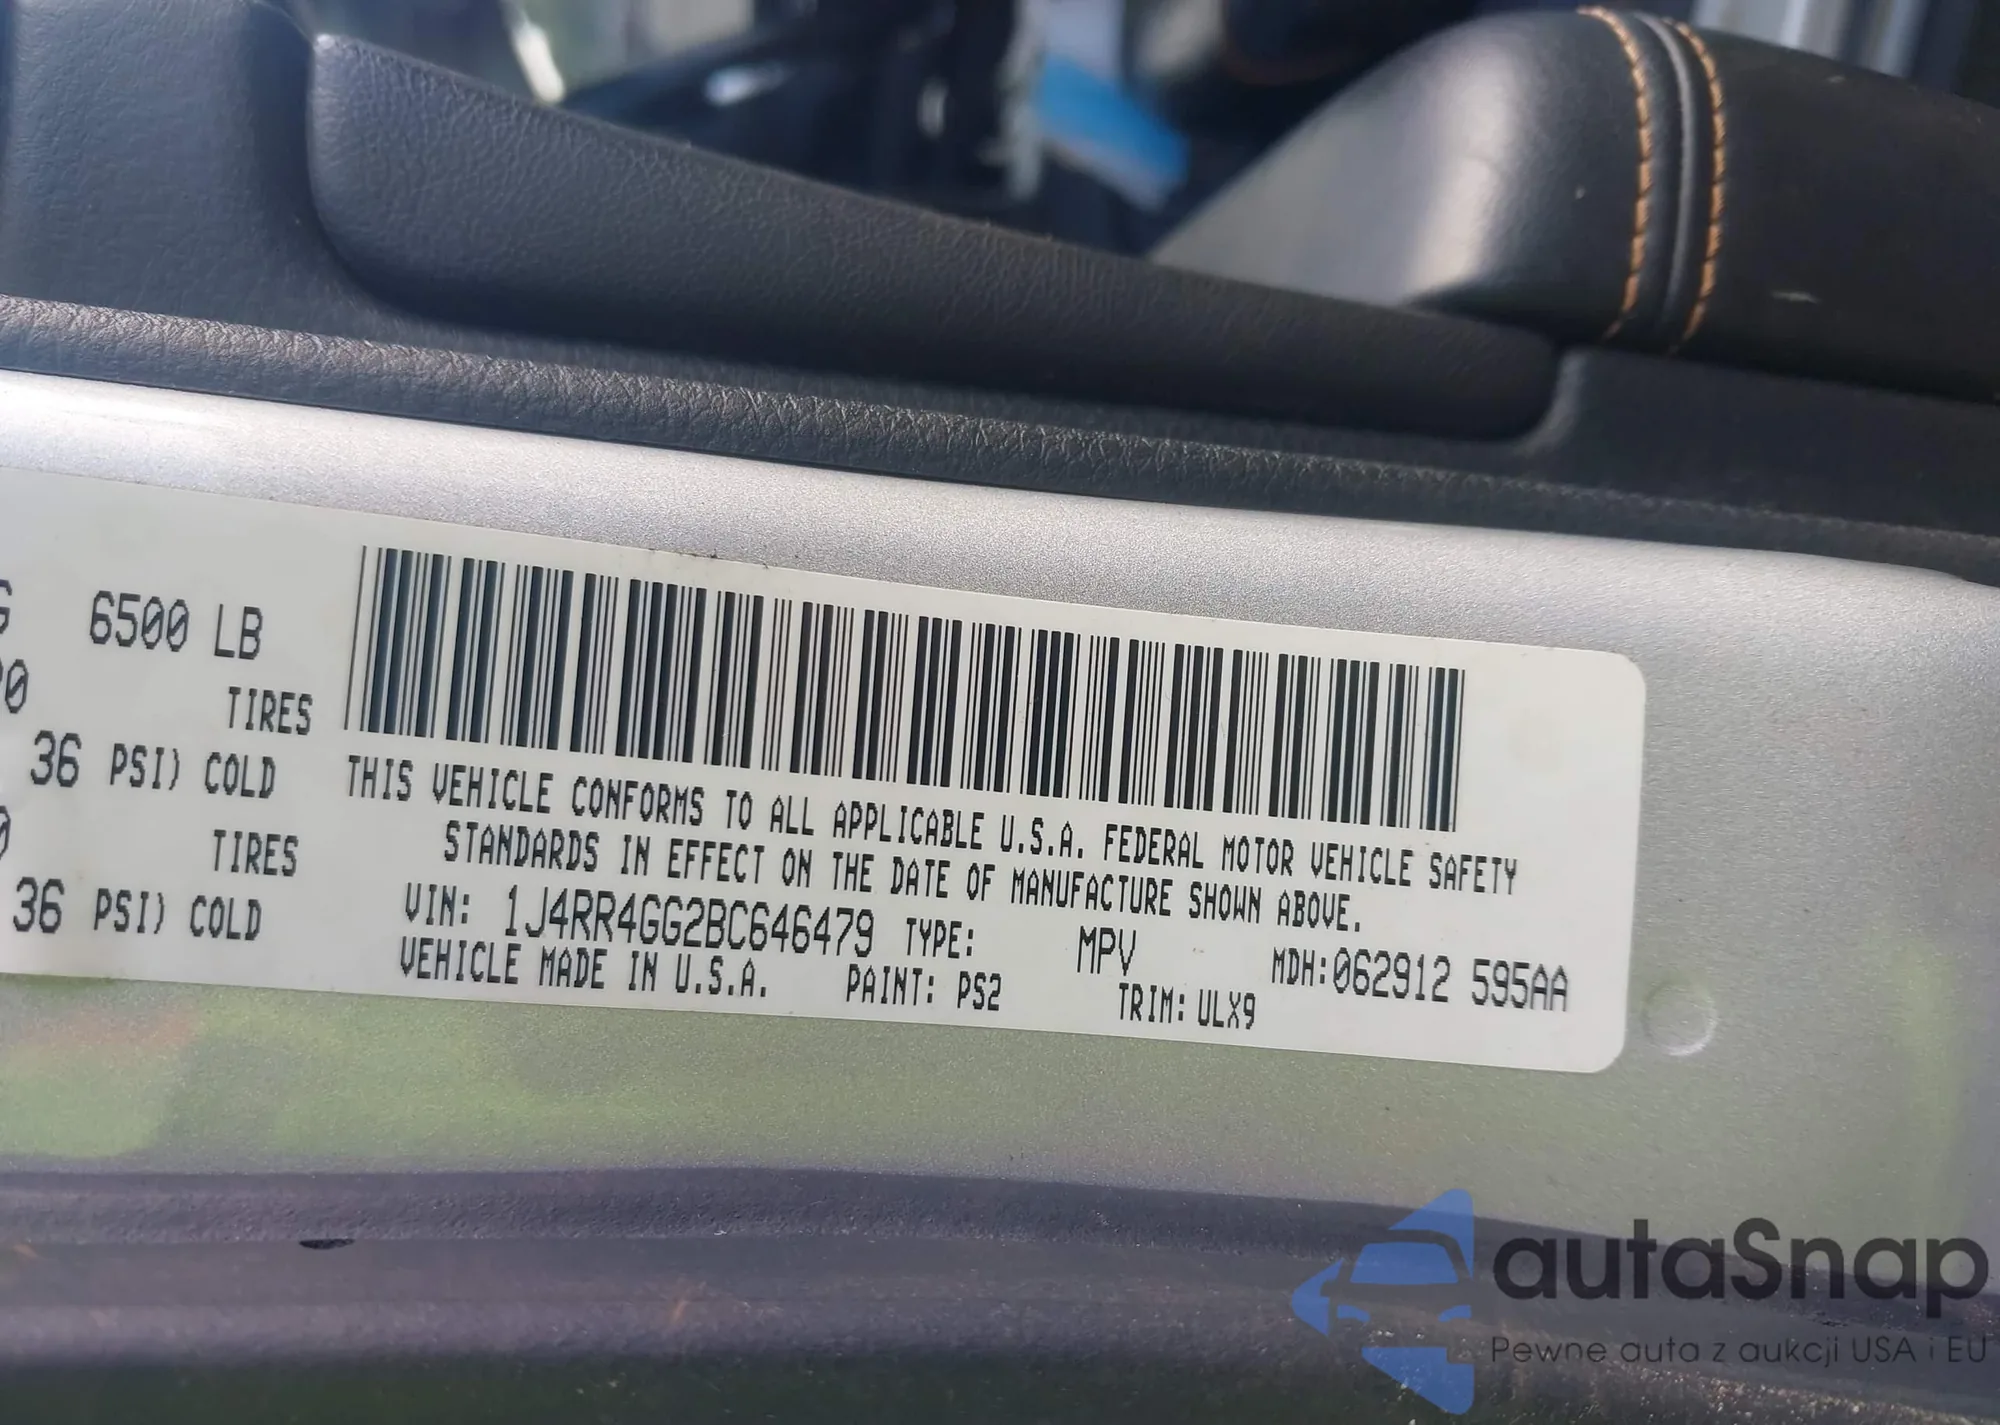 6500 LB
TIRES
36 PSI) COLD
TIRES
36 PSI) COLD
THIS VEHICLE CONFORMS TO ALL APPLICABLE U.S.A. FEDERAL MOTOR VEHICLE SAFETY
STANDARDS IN EFFECT ON THE DATE OF MANUFACTURE SHOWN ABOVE.
VIN: 1J4RR4GG2BC646479 TYPE: MPV MDH:062912 595AA
VEHICLE MADE IN U.S.A. PAINT: PS2 TRIM: ULX9
autaSnap
Pewne auta z aukcji USA i EU